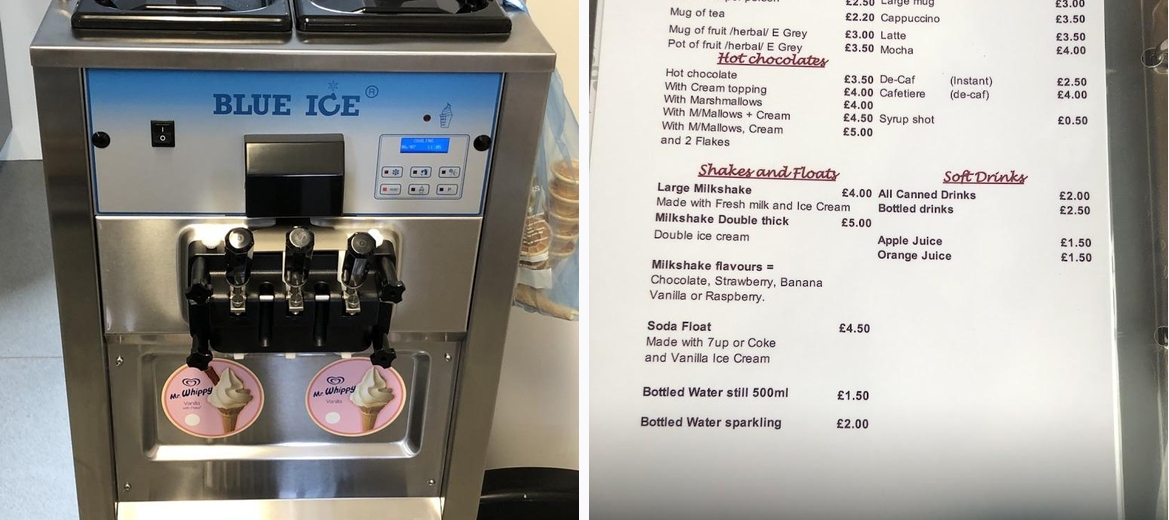 BLUE ICE®
Mr. Whippy
Vanilla
Mr. Whippy
Vanilla
£2.50 Large mug £3.00
Mug of tea £2.20 Cappuccino £3.50
Mug of fruit /herbal/ E Grey £3.00 Latte £3.50
Pot of fruit /herbal/ E Grey £3.50 Mocha £4.00
Hot chocolates
Hot chocolate £3.50 De-Caf (Instant) £2.50
With Cream topping £4.00 Cafetiere (de-caf) £4.00
With Marshmallows £4.00
With M/Mallows + Cream £4.50 Syrup shot £0.50
With M/Mallows, Cream £5.00
and 2 Flakes
Shakes and Floats
Large Milkshake £4.00
Made with Fresh milk and Ice Cream
Milkshake Double thick £5.00
Double ice cream
Milkshake flavours =
Chocolate, Strawberry, Banana
Vanilla or Raspberry.
Soda Float £4.50
Made with 7up or Coke
and Vanilla Ice Cream
Bottled Water still 500ml £1.50
Bottled Water sparkling £2.00
Soft Drinks
All Canned Drinks £2.00
Bottled drinks £2.50
Apple Juice £1.50
Orange Juice £1.50